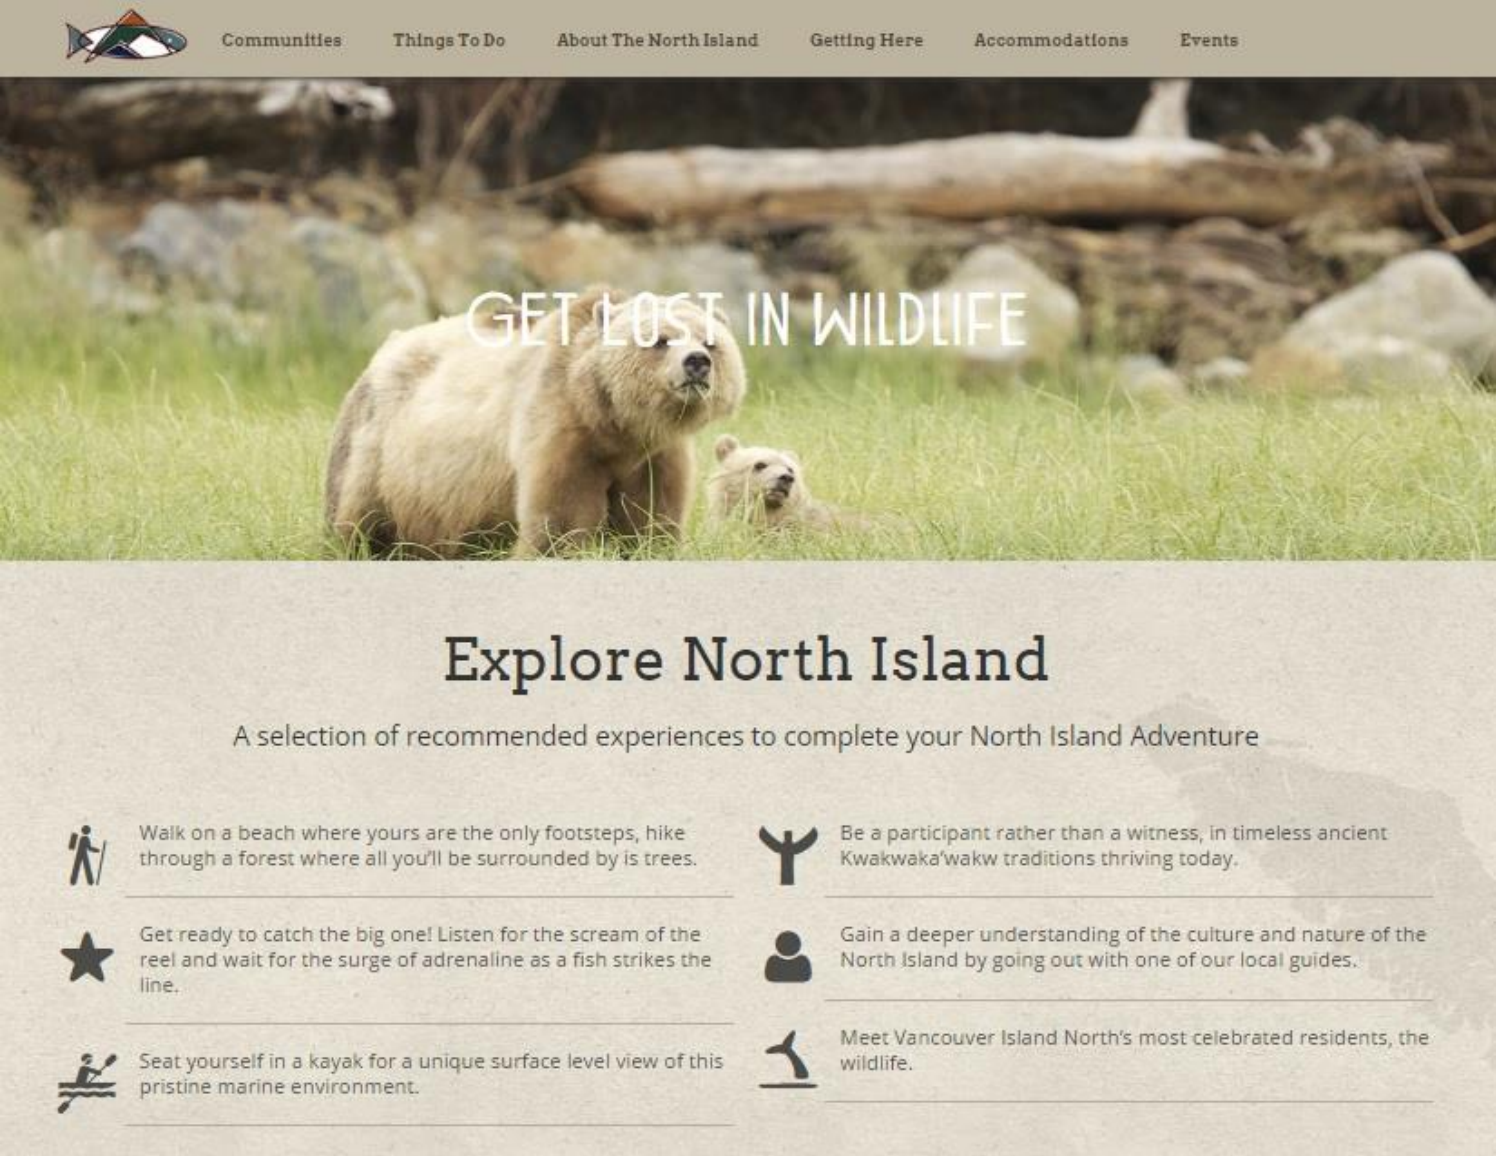 Communities
Things To Do
About The North Island
Getting Here
Accommodations
Events
GET LOST IN WILDLIFE
Explore North Island
A selection of recommended experiences to complete your North Island Adventure
Walk on a beach where yours are the only footsteps, hike
through a forest where all you'll be surrounded by is trees.
Get ready to catch the big one! Listen for the scream of the
reel and wait for the surge of adrenaline as a fish strikes the
line.
Seat yourself in a kayak for a unique surface level view of this
pristine marine environment.
Be a participant rather than a witness, in timeless ancient
Kwakwaka'wakw traditions thriving today.
Gain a deeper understanding of the culture and nature of the
North Island by going out with one of our local guides.
Meet Vancouver Island North's most celebrated residents, the
wildlife.